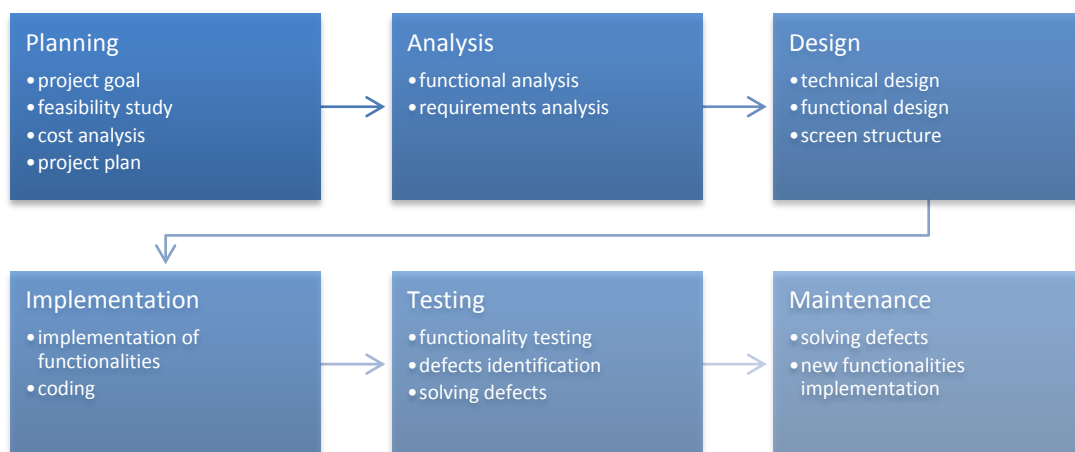 Planning
•project goal
•feasibility study
•cost analysis
•project plan
Analysis
•functional analysis
•requirements analysis
Design
•technical design
•functional design
•screen structure
Implementation
•implementation of
functionalities
•coding
Testing
•functionality testing
•defects identification
•solving defects
Maintenance
•solving defects
•new functionalities
implementation